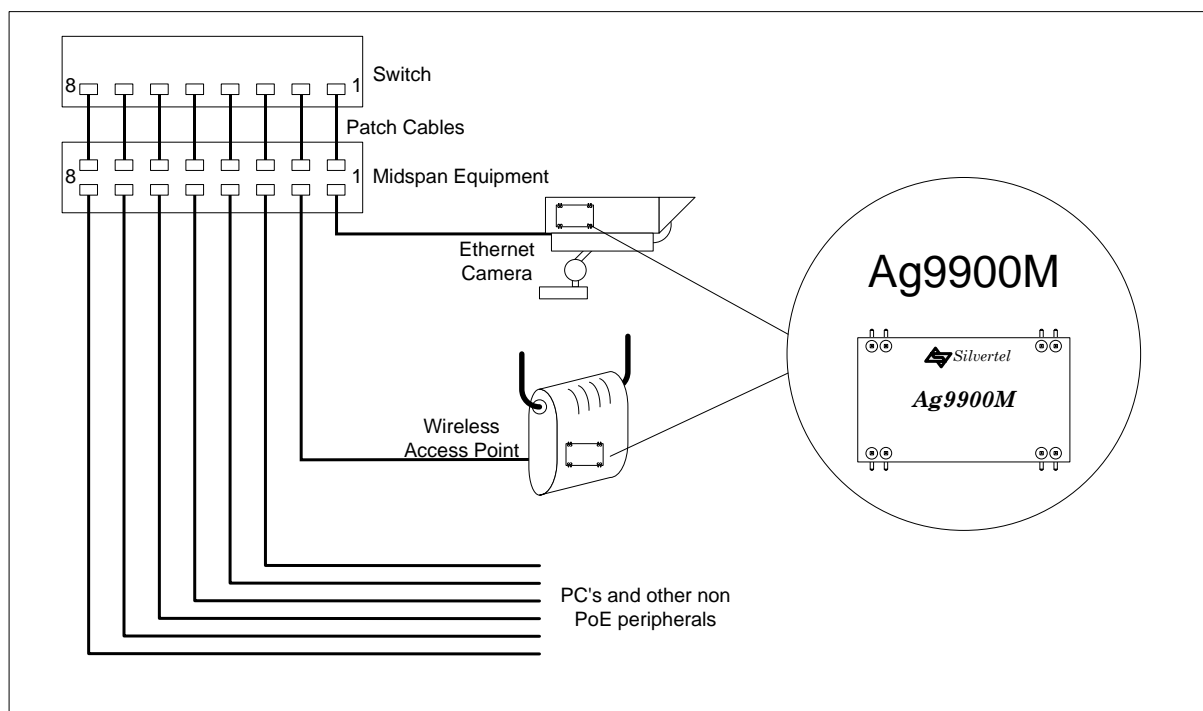 8
1
Switch
Patch Cables
8
1
Midspan Equipment
Ethernet
Camera
Wireless
Access Point
PC's and other non
PoE peripherals
Ag9900M
Silvertel
Ag9900M